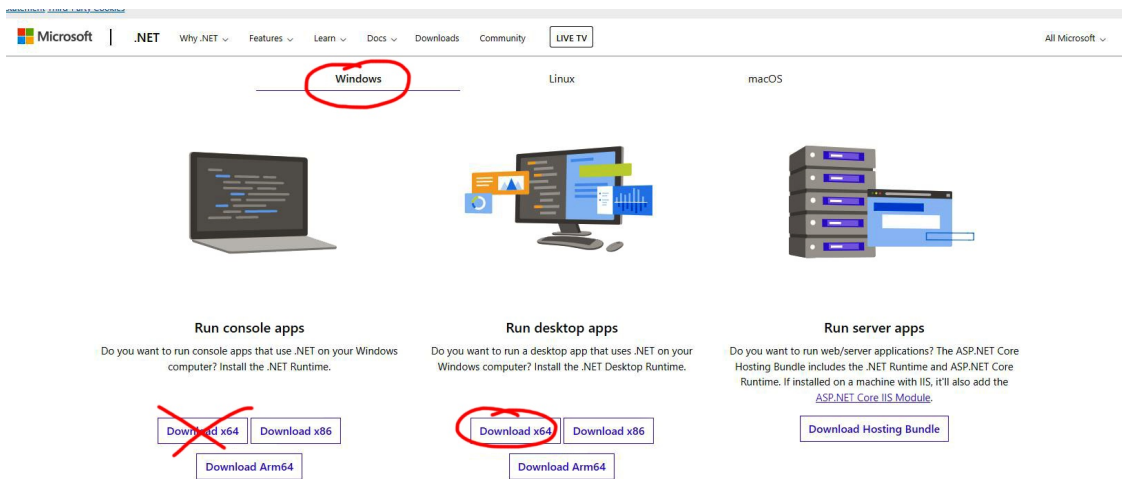 Statement Third-Party Cookies
Microsoft .NET Why .NET Features Learn Docs Downloads Community LIVE TV All Microsoft
Windows Linux macOS
Run console apps
Do you want to run console apps that use .NET on your Windows
computer? Install the .NET Runtime.
Download x64 Download x86
Download Arm64
Run desktop apps
Do you want to run a desktop app that uses .NET on your
Windows computer? Install the .NET Desktop Runtime.
Download x64 Download x86
Download Arm64
Run server apps
Do you want to run web/server applications? The ASP.NET Core
Hosting Bundle includes the .NET Runtime and ASP.NET Core
Runtime. If installed on a machine with IIS, it'll also add the
ASP.NET Core IIS Module.
Download Hosting Bundle